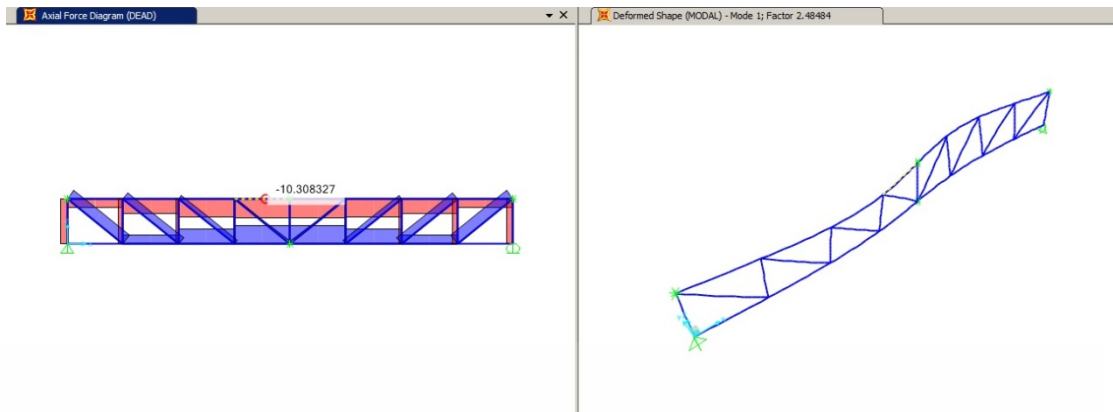 Axial Force Diagram (DEAD)
Deformed Shape (MODAL) - Mode 1; Factor 2.48484
-10.308327